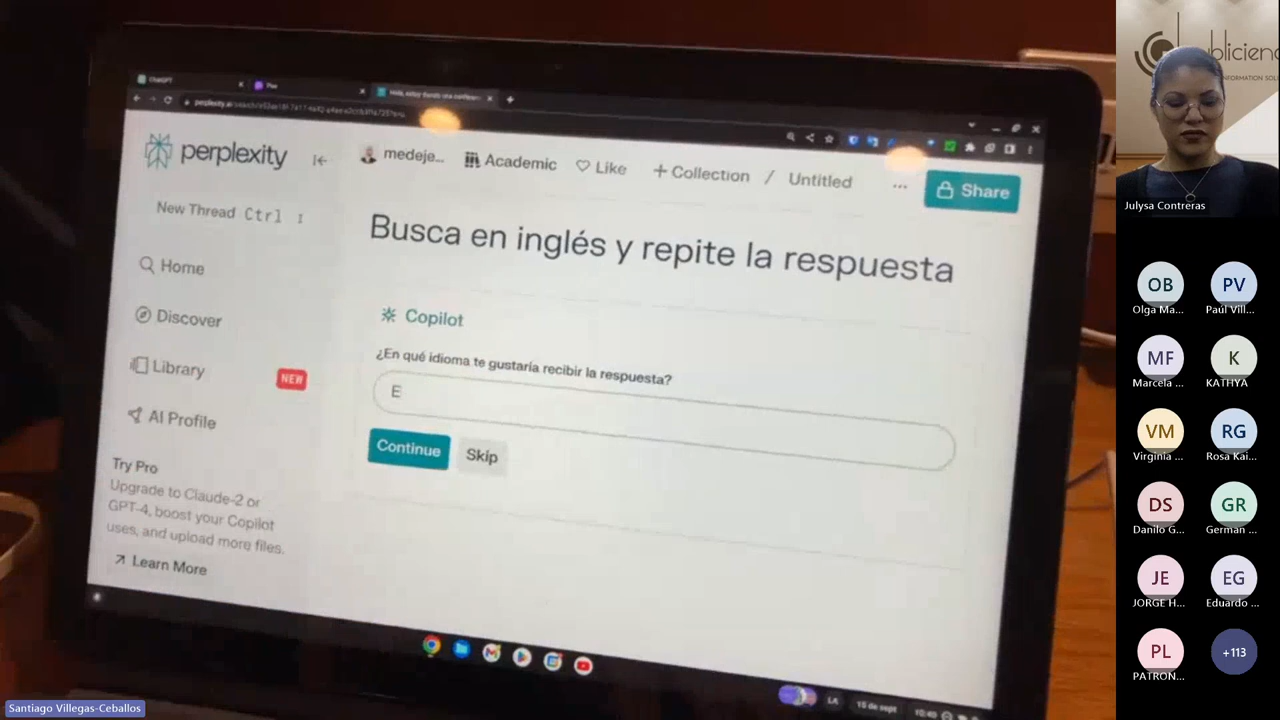 ChatGPT
perplexity
medeje...
Academic
Like
+ Collection / Untitled
...
Share
New Thread Ctrl I
Home
Discover
Library
NEW
AI Profile
Try Pro
Upgrade to Claude-2 or
GPT-4, boost your Copilot
uses, and upload more files.
Learn More
Busca en inglés y repite la respuesta
Copilot
¿En qué idioma te gustaría recibir la respuesta?
E
Continue
Skip
Julysa Contreras
OB
Olga Ma...
PV
Paúl Vill...
MF
Marcela ...
K
KATHYA
VM
Virginia ...
RG
Rosa Kai...
DS
Danilo G...
GR
German ...
JE
JORGE H...
EG
Eduardo ...
PL
PATRON...
+113
Santiago Villegas-Ceballos